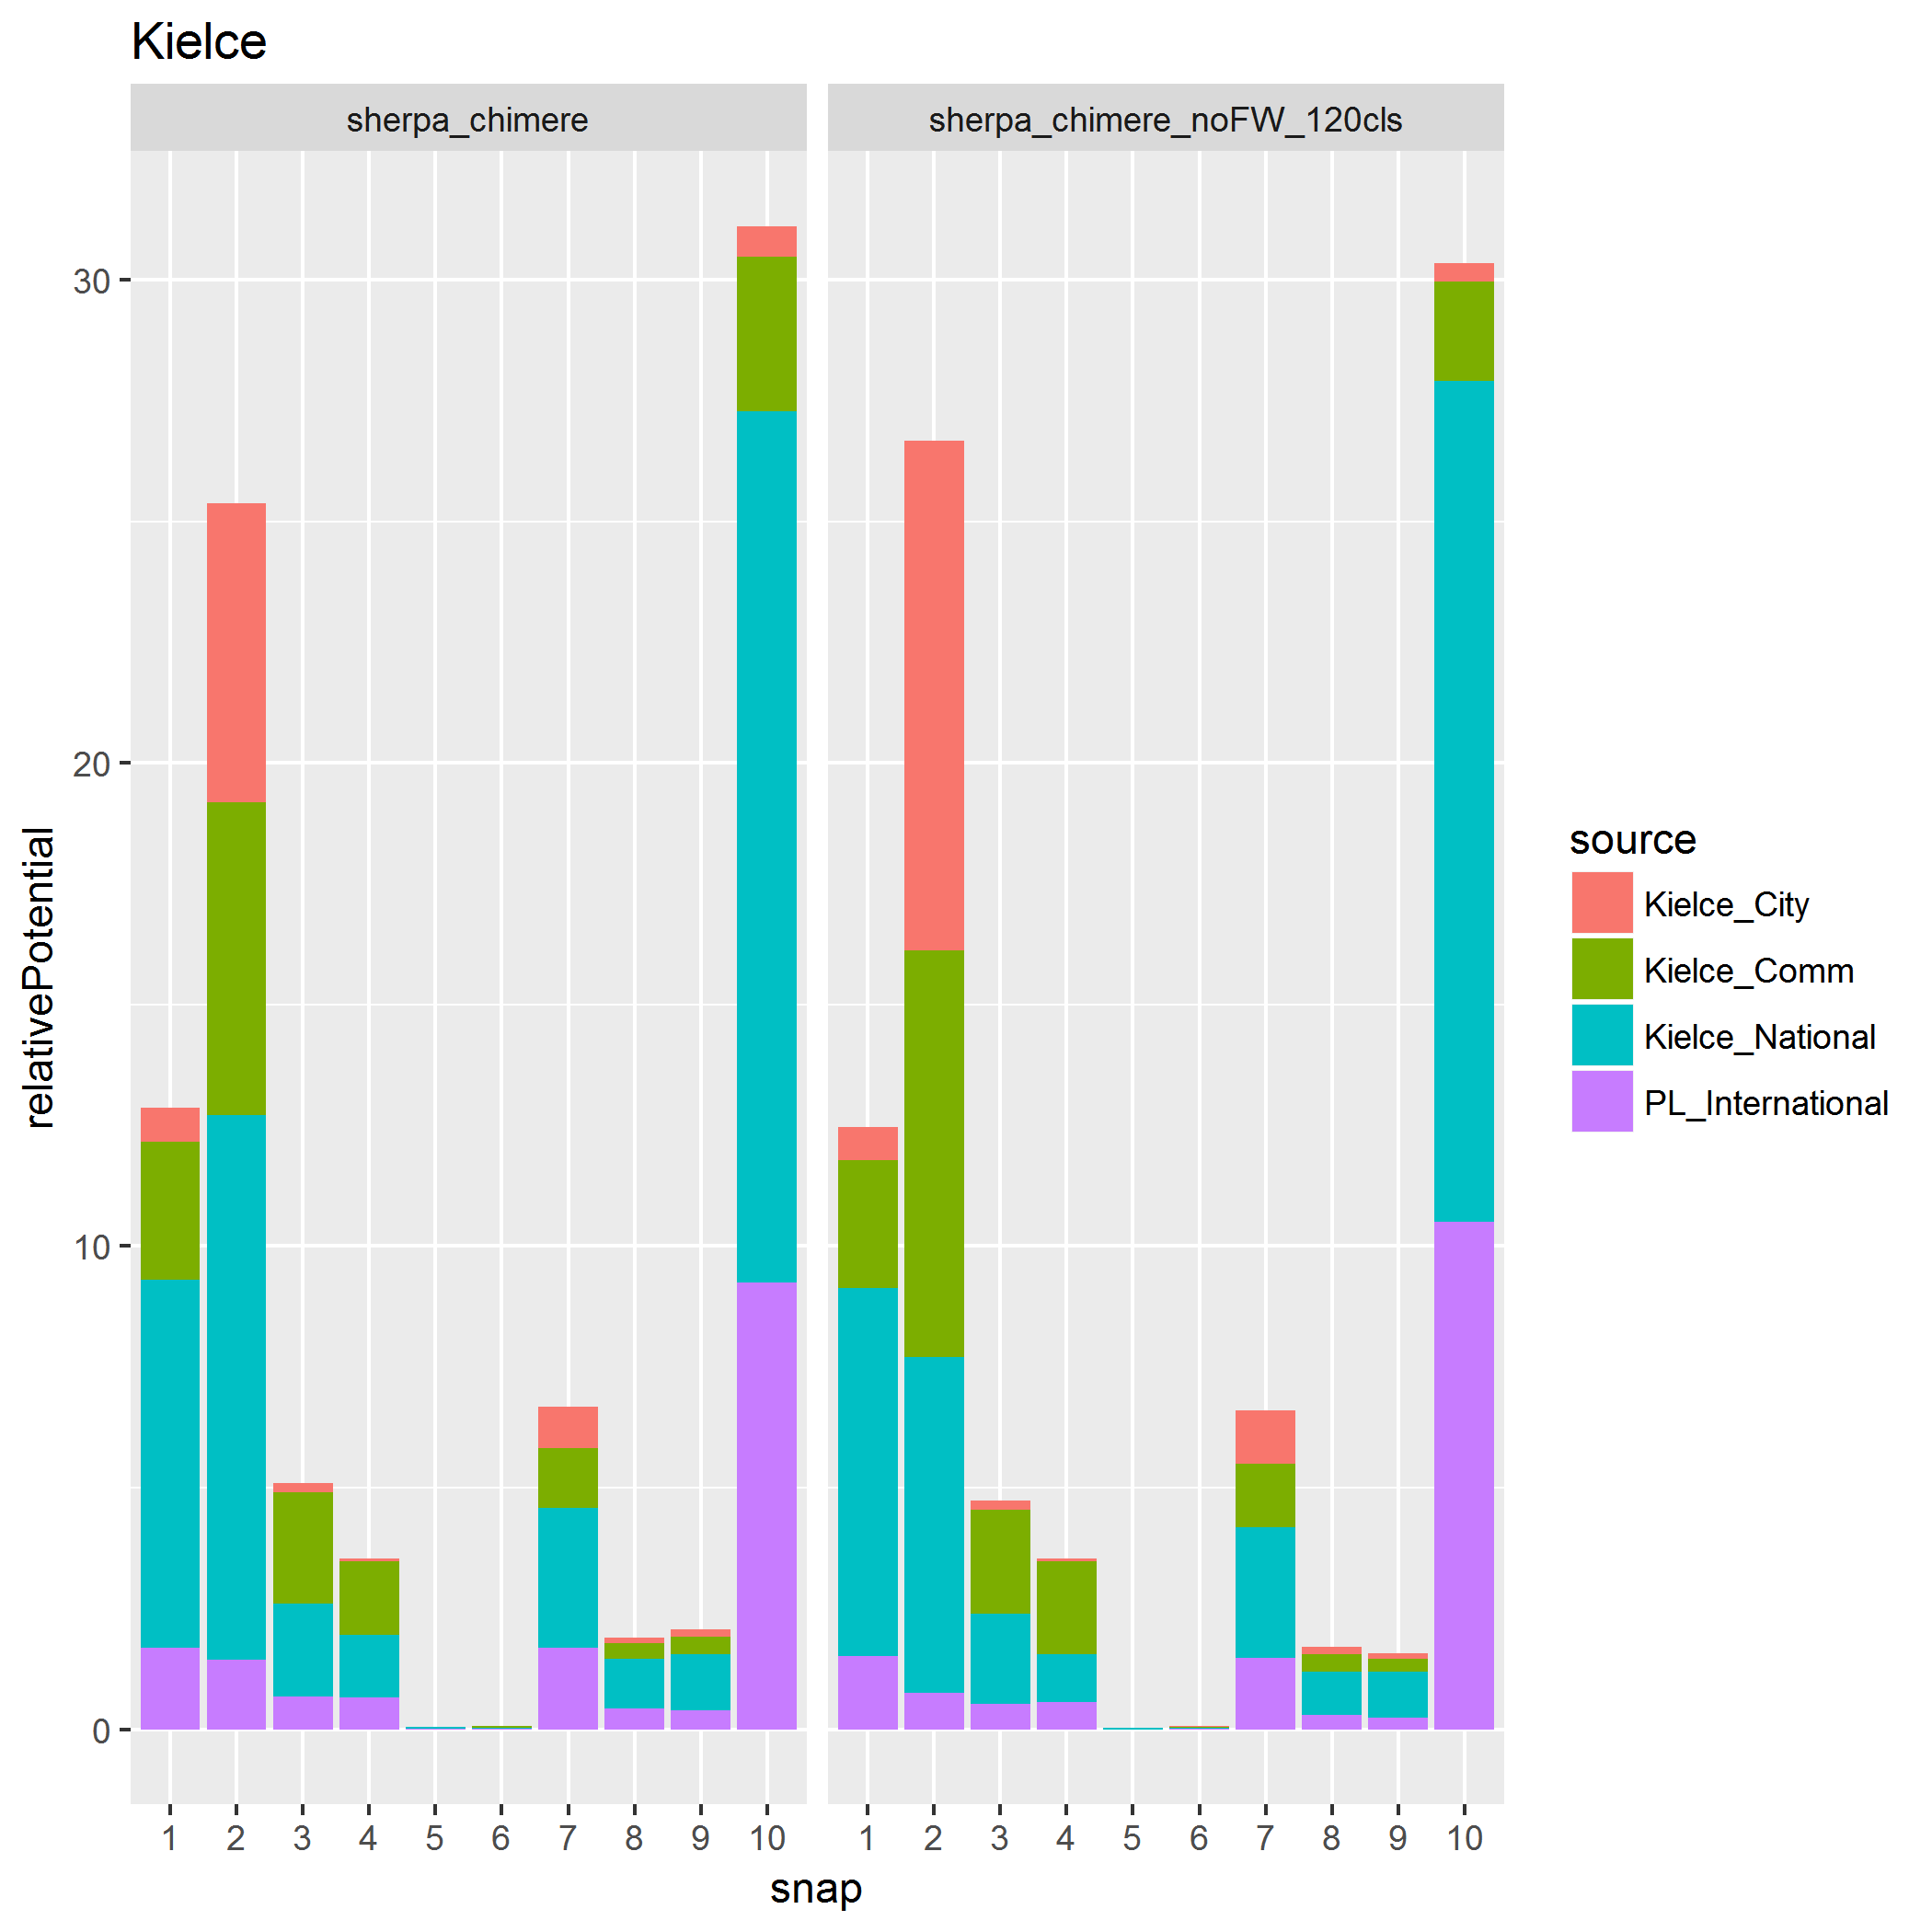 Kielce
sherpa_chimere
sherpa_chimere_noFW_120cls
30
20
10
0
relativePotential
1 2 3 4 5 6 7 8 9 10
1 2 3 4 5 6 7 8 9 10
snap
source
Kielce_City
Kielce_Comm
Kielce_National
PL_International